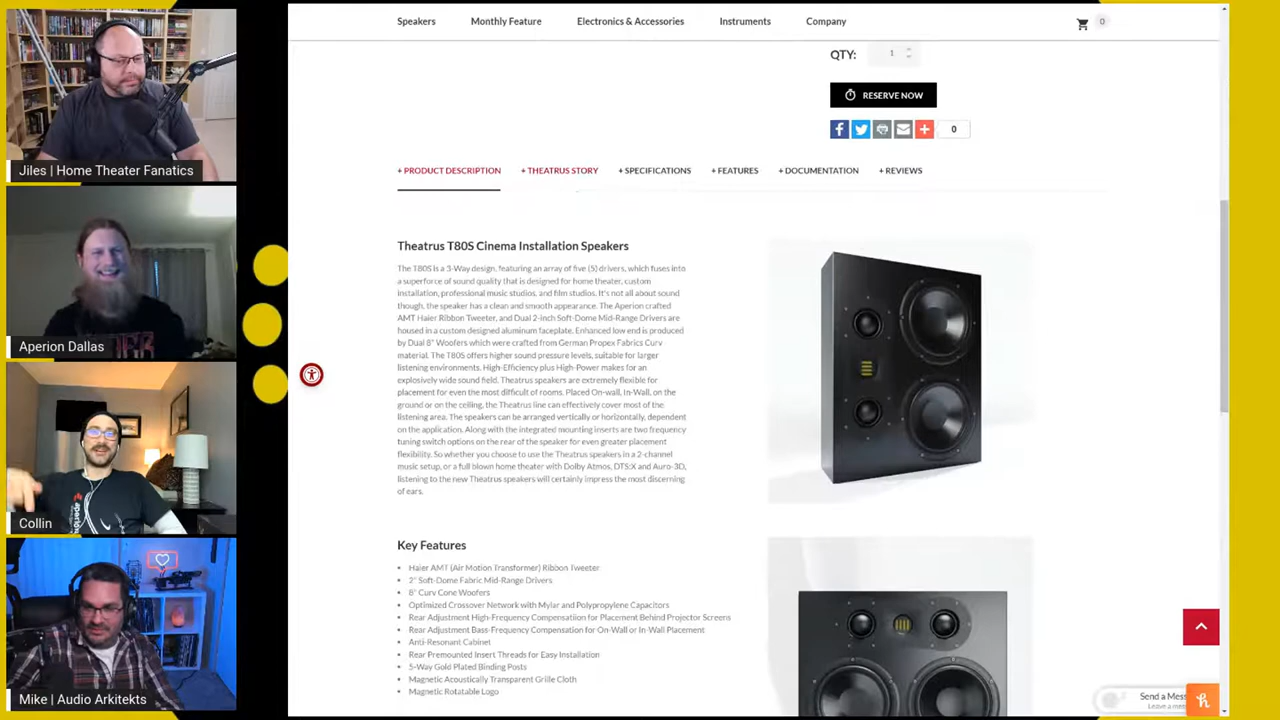 Speakers
Monthly Feature
Electronics & Accessories
Instruments
Company
0
QTY:
1
RESERVE NOW
0
+ PRODUCT DESCRIPTION
+ THEATRUS STORY
+ SPECIFICATIONS
+ FEATURES
+ DOCUMENTATION
+ REVIEWS
Theatrus T80S Cinema Installation Speakers
The T80S is a 3-Way design, featuring an array of five (5) drivers, which fuses into
a superforce of sound quality that is designed for home theater, custom
installation, professional music studios, and film studios. It's not all about sound
though, the speaker has a clean and smooth appearance. The Aperion crafted
AMT Haier Ribbon Tweeter, and Dual 2-inch Soft-Dome Mid-Range Drivers are
housed in a custom designed aluminum faceplate. Enhanced low end is produced
by Dual 8" Woofers which were crafted from German Propex Fabrics Curv
material. The T80S offers higher sound pressure levels, suitable for larger
listening environments. High-Efficiency plus High-Power makes for an
explosively wide sound field. Theatrus speakers are extremely flexible for
placement for even the most difficult of rooms. Placed On-wall, In-Wall, on the
ground or on the ceiling, the Theatrus line can effectively cover most of the
listening area. The speakers can be arranged vertically or horizontally, dependent
on the application. Along with the integrated mounting inserts are two frequency
tuning switch options on the rear of the speaker for even greater placement
flexibility. So whether you choose to use the Theatrus speakers in a 2-channel
music setup, or a full blown home theater with Dolby Atmos, DTS:X and Auro-3D,
listening to the new Theatrus speakers will certainly impress the most discerning
of ears.
Key Features
• Haier AMT (Air Motion Transformer) Ribbon Tweeter
• 2" Soft-Dome Fabric Mid-Range Drivers
• 8" Curv Cone Woofers
• Optimized Crossover Network with Mylar and Polypropylene Capacitors
• Rear Adjustment High-Frequency Compensation for Placement Behind Projector Screens
• Rear Adjustment Bass-Frequency Compensation for On-Wall or In-Wall Placement
• Anti-Resonant Cabinet
• Rear Premounted Insert Threads for Easy Installation
• 5-Way Gold Plated Binding Posts
• Magnetic Acoustically Transparent Grille Cloth
• Magnetic Rotatable Logo
Send a Mess
Jiles | Home Theater Fanatics
Aperion Dallas
Collin
Mike | Audio Arkitekts